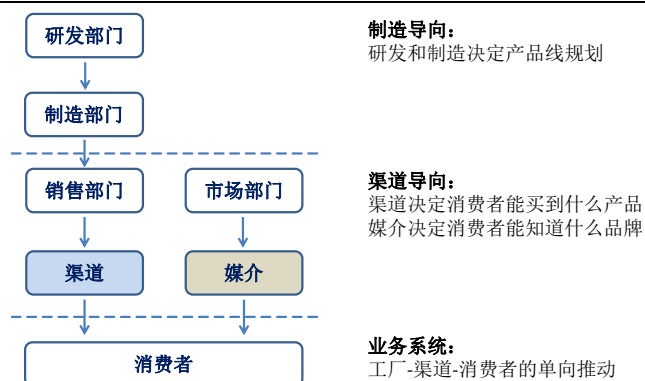 研发部门
制造导向：
研发和制造决定产品线规划
制造部门
销售部门
市场部门
渠道导向：
渠道决定消费者能买到什么产品
媒介决定消费者能知道什么品牌
渠道
媒介
消费者
业务系统：
工厂-渠道-消费者的单向推动